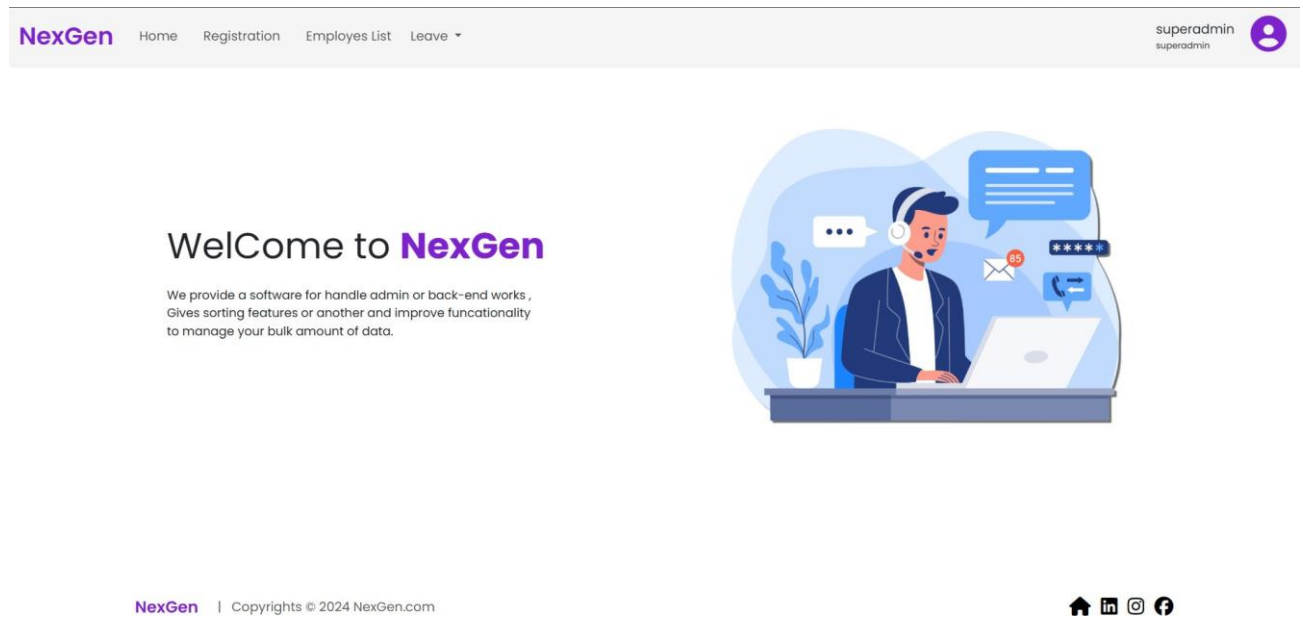 NexGen Home Registration Employes List Leave
superadmin
superadmin
WelCome to NexGen
We provide a software for handle admin or back-end works ,
Gives sorting features or another and improve funcationality
to manage your bulk amount of data.
85
*****
NexGen | Copyrights © 2024 NexGen.com